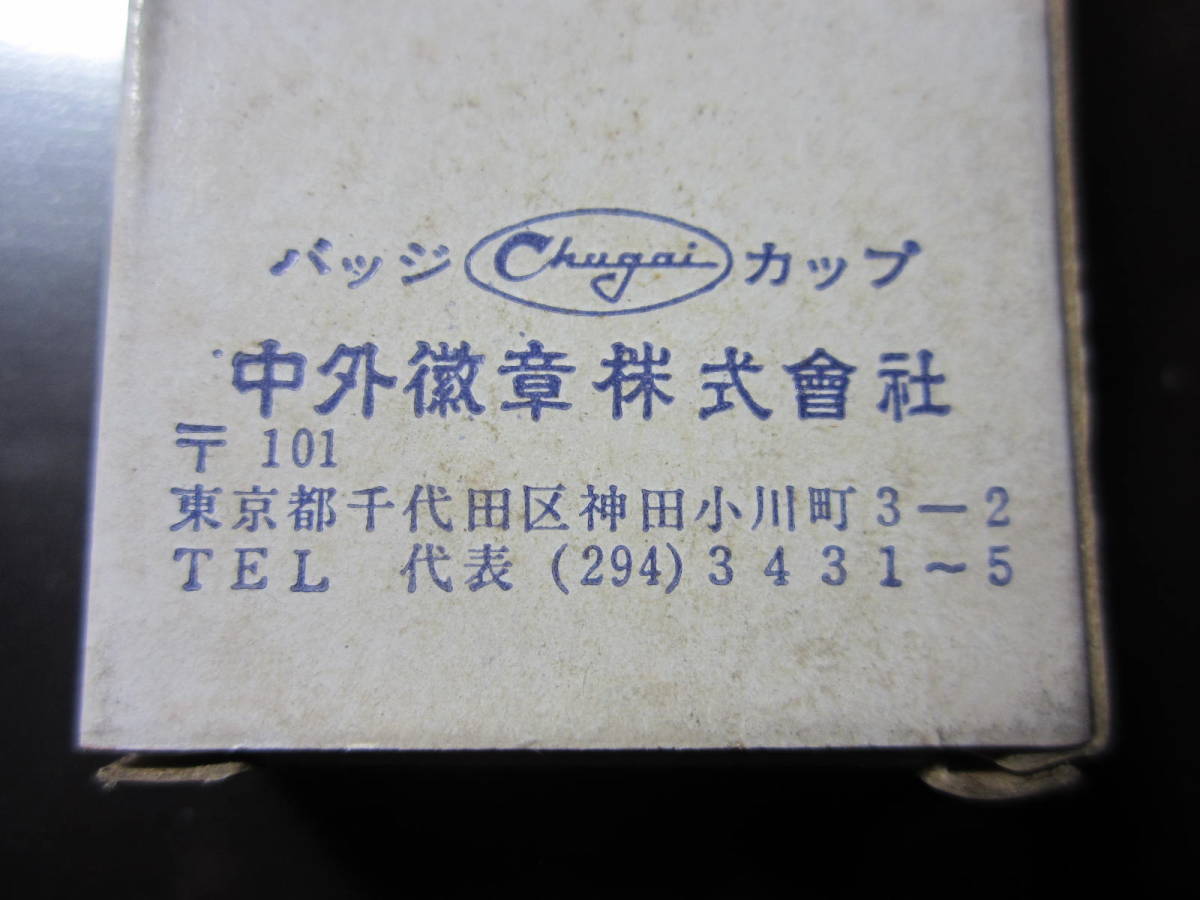 バッジ Chugai カップ
中外徽章株式會社
〒 101
東京都千代田区神田小川町3-2
TEL 代表 (294)3431~5